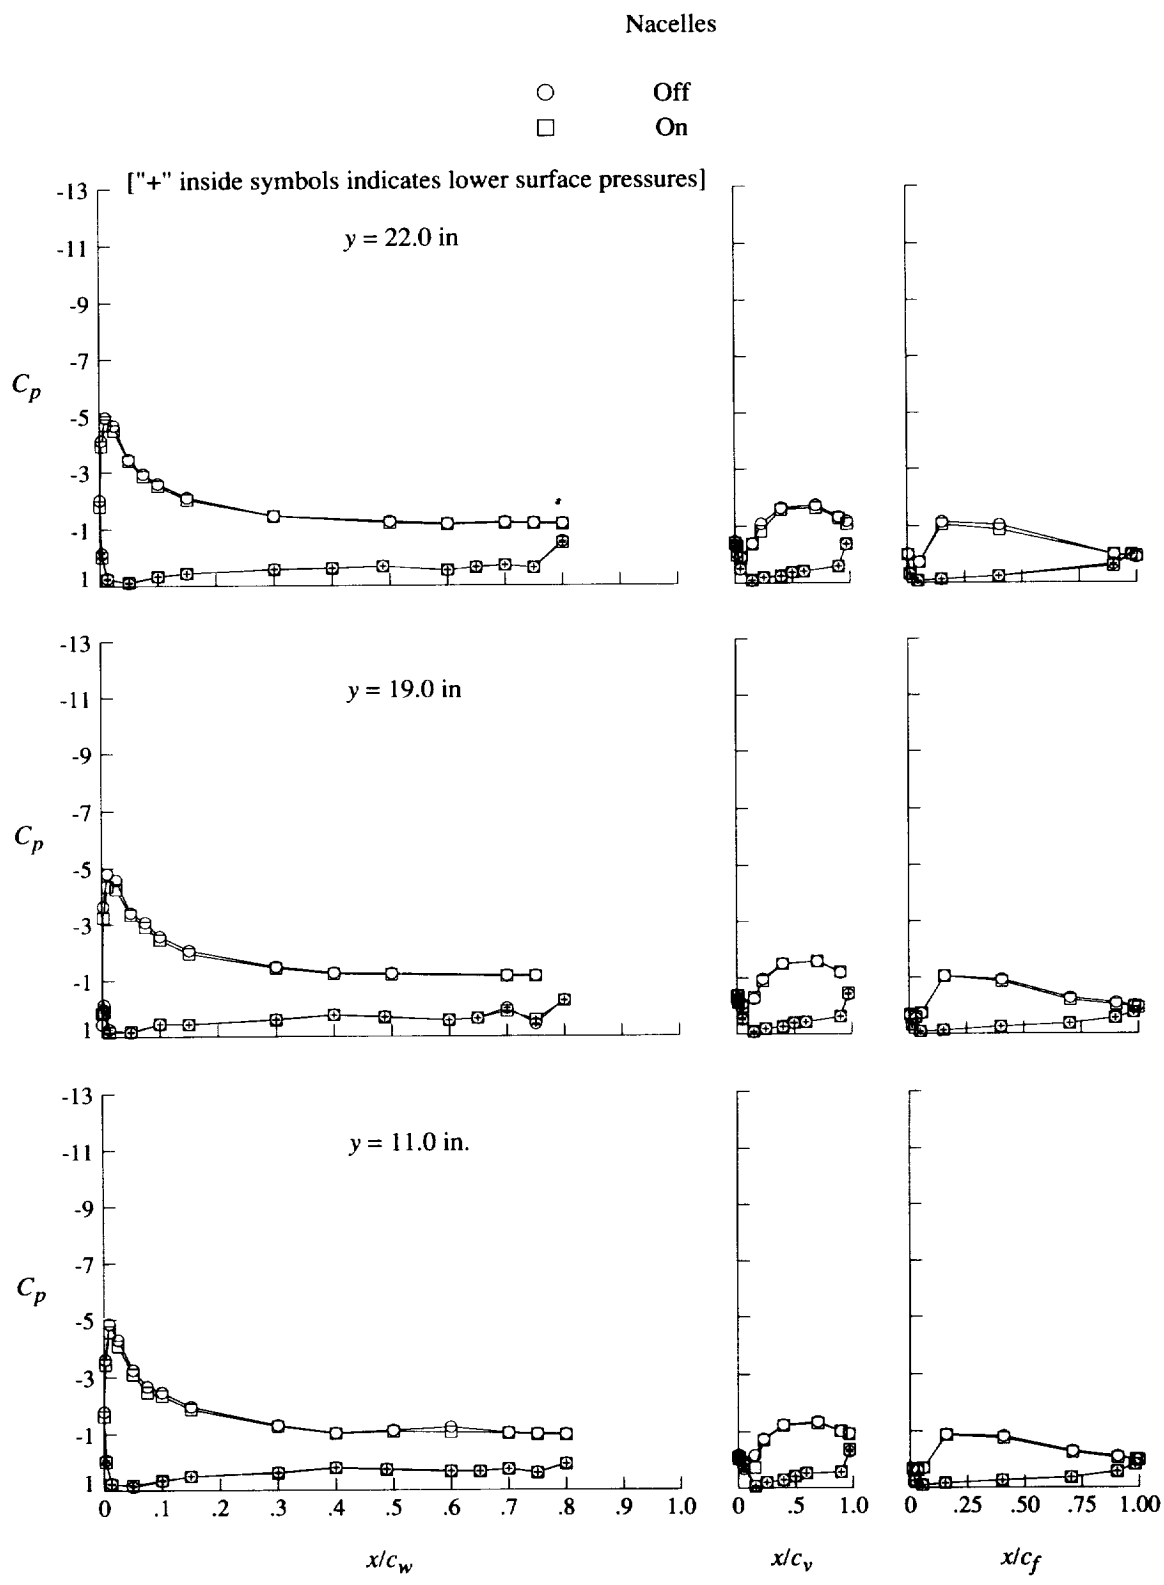 Nacelles
○ Off
□ On
["+" inside symbols indicates lower surface pressures]
y = 22.0 in
-13
-11
-9
-7
-5
-3
-1
1
C_p
y = 19.0 in
-13
-11
-9
-7
-5
-3
-1
1
C_p
y = 11.0 in.
-13
-11
-9
-7
-5
-3
-1
1
C_p
0 .1 .2 .3 .4 .5 .6 .7 .8 .9 1.0
0 .5 1.0
0 .25 .50 .75 1.00
x/c_w
x/c_v
x/c_f